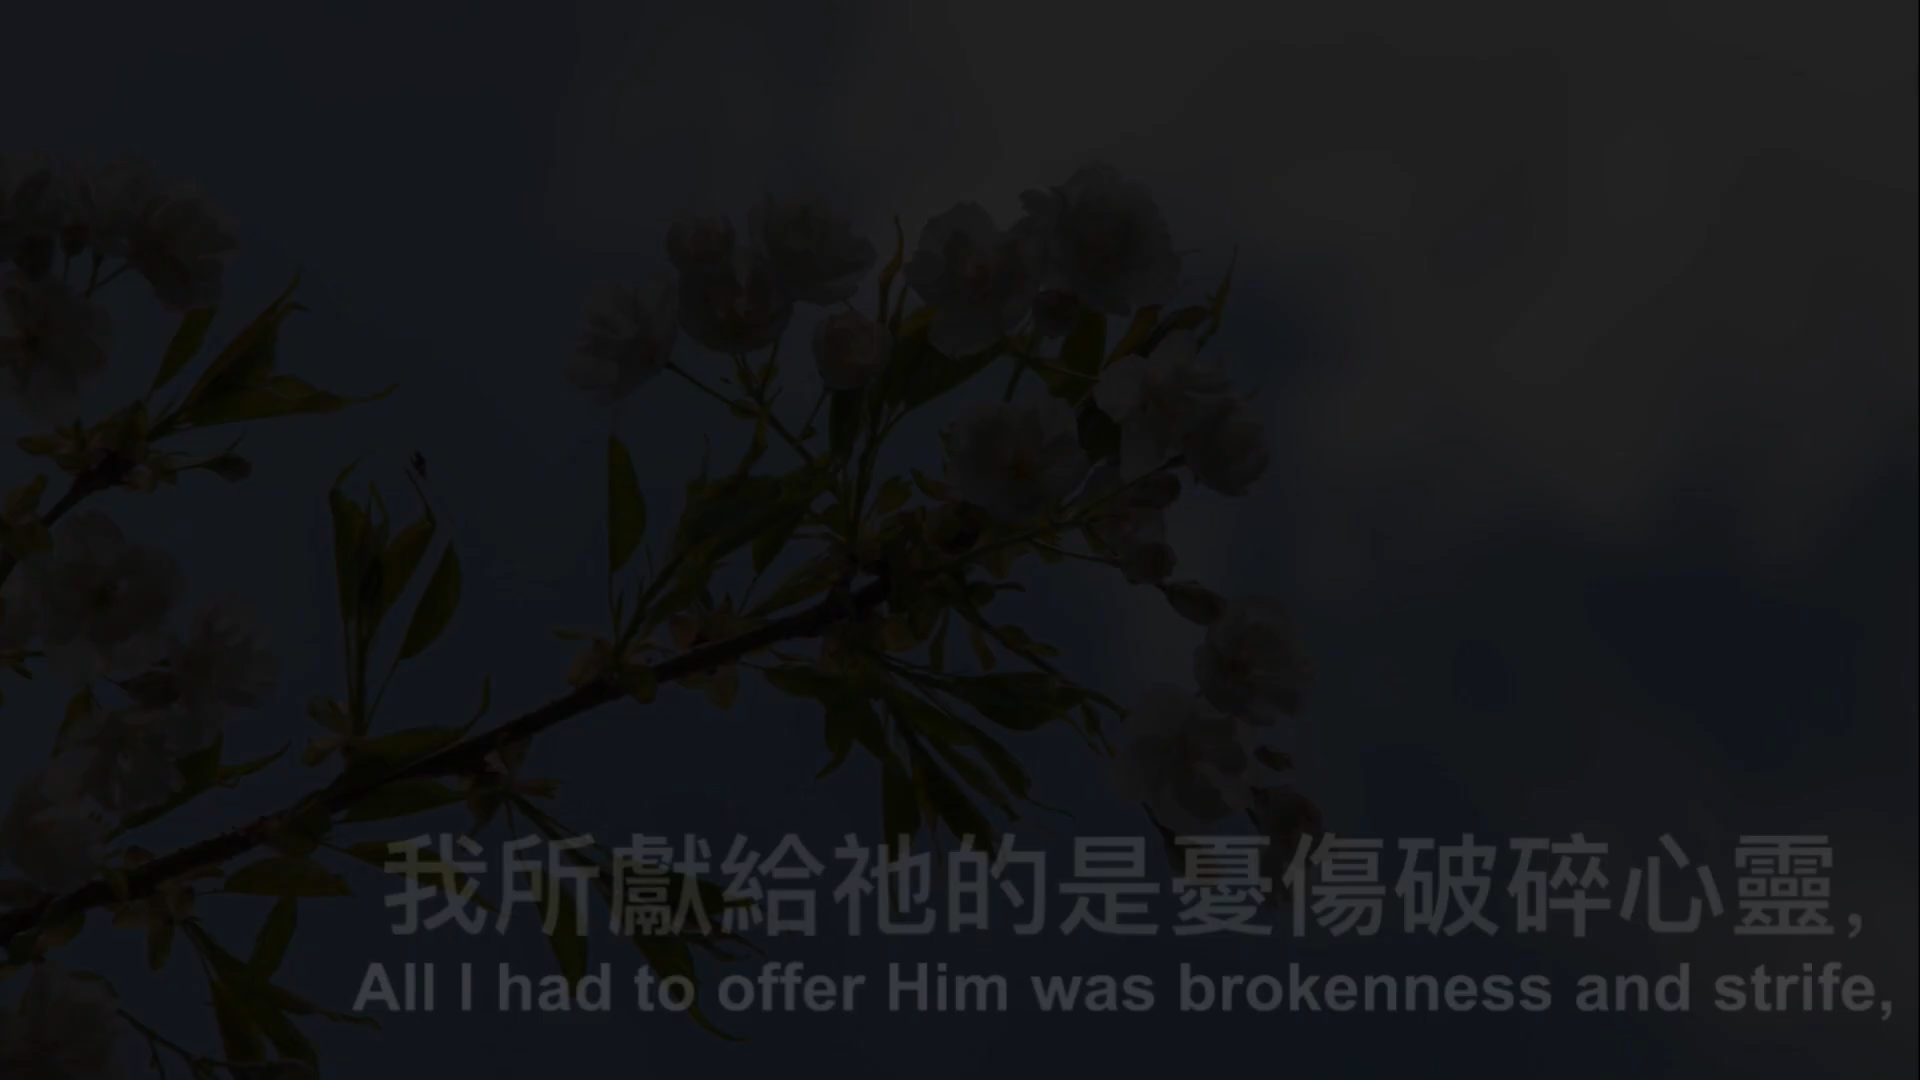 我所獻給祂的是憂傷破碎心靈,
All I had to offer Him was brokenness and strife,